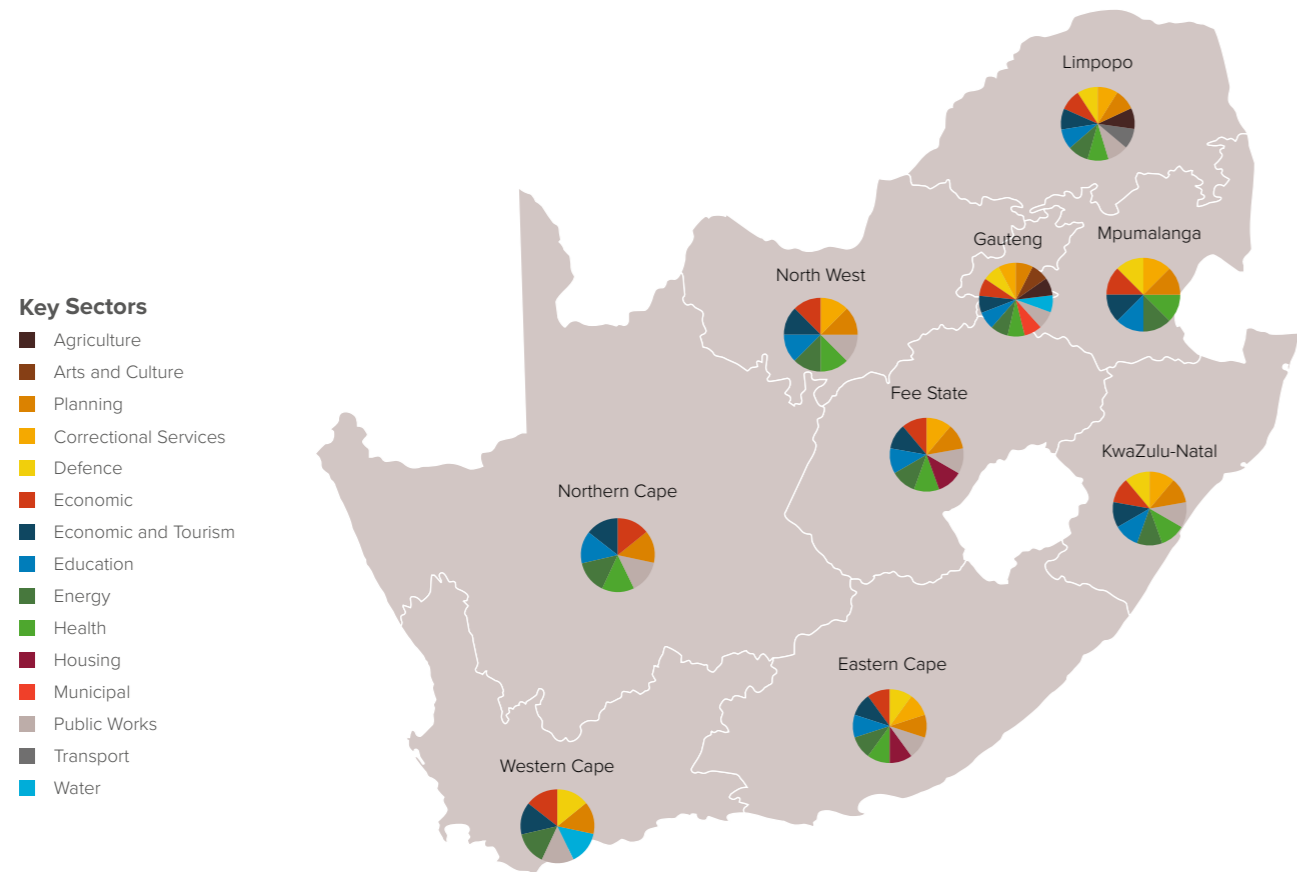 Key Sectors
Agriculture
Arts and Culture
Planning
Correctional Services
Defence
Economic
Economic and Tourism
Education
Energy
Health
Housing
Municipal
Public Works
Transport
Water
Limpopo
Gauteng
Mpumalanga
North West
Fee State
KwaZulu-Natal
Northern Cape
Eastern Cape
Western Cape